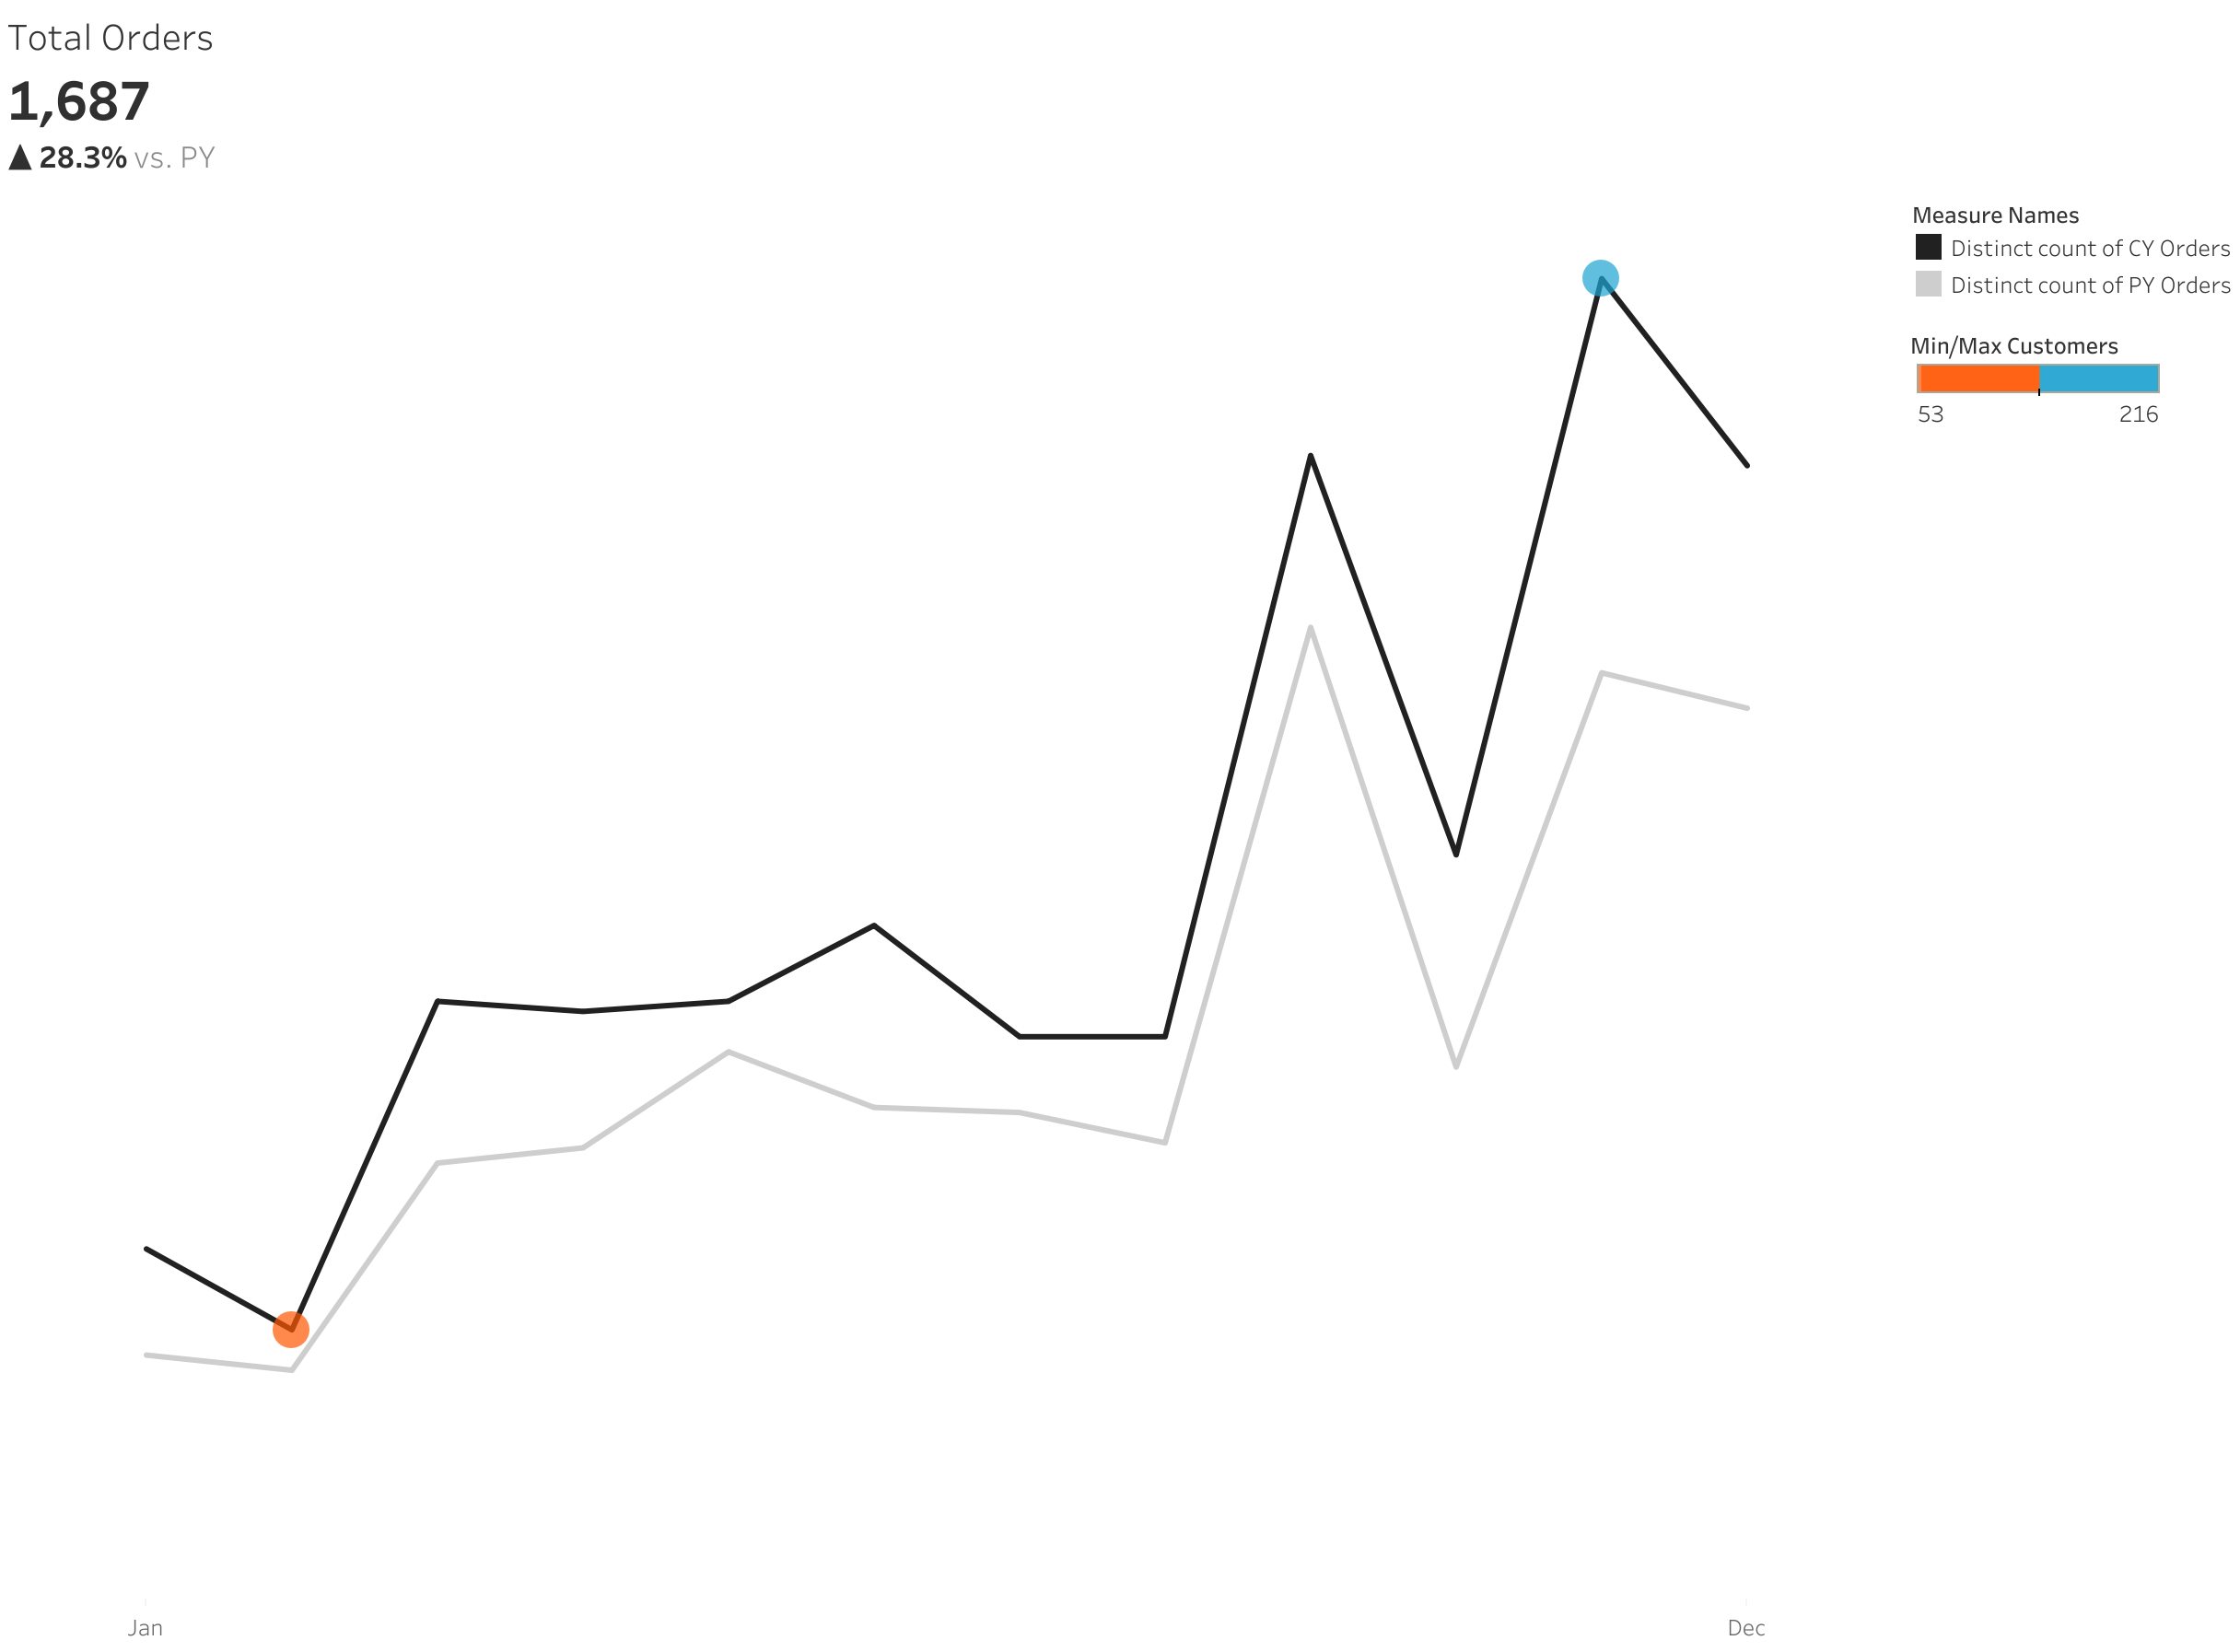 Total Orders
1,687
▲ 28.3% vs. PY
Measure Names
Distinct count of CY Orders
Distinct count of PY Orders
Min/Max Customers
53 216
Jan Dec